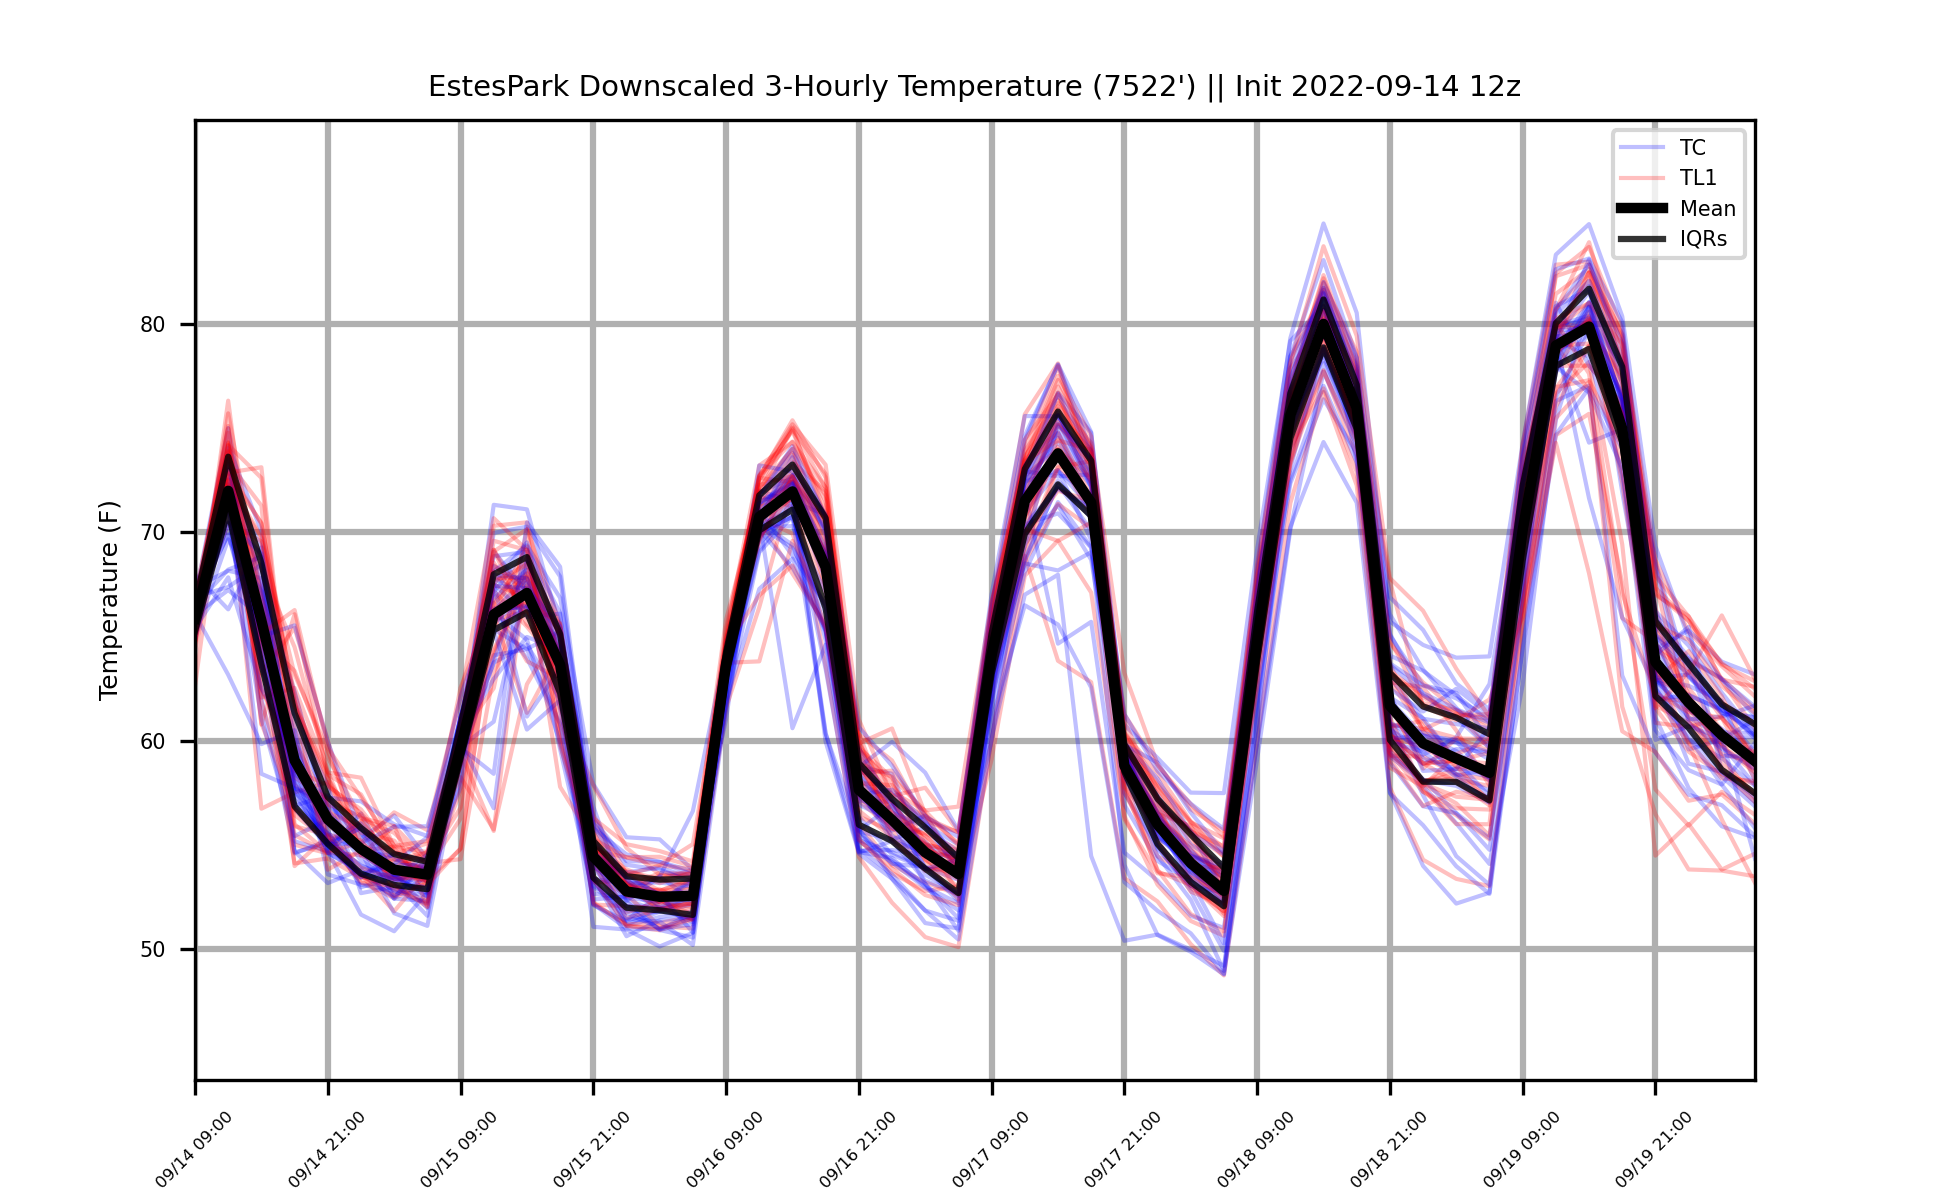 EstesPark Downscaled 3-Hourly Temperature (7522') || Init 2022-09-14 12z
TC
TL1
Mean
IQRs
Temperature (F)
80
70
60
50
09/14 09:00
09/14 21:00
09/15 09:00
09/15 21:00
09/16 09:00
09/16 21:00
09/17 09:00
09/17 21:00
09/18 09:00
09/18 21:00
09/19 09:00
09/19 21:00